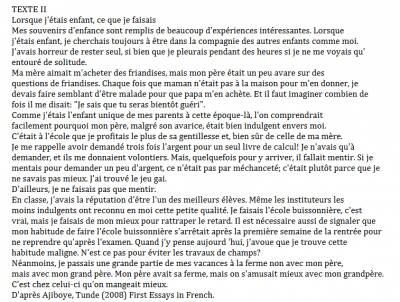 TEXTE II
Lorsque j'étais enfant, ce que je faisais
Mes souvenirs d'enfance sont remplis de beaucoup d'expériences intéressantes. Lorsque
j'étais enfant, je cherchais toujours à être dans la compagnie des autres enfants comme moi.
J'avais horreur de rester seul, si bien que je pleurais pendant des heures si je ne me voyais qu'
entouré de solitude.
Ma mère aimait m'acheter des friandises, mais mon père était un peu avare sur des
questions de friandises. Chaque fois que maman n'était pas à la maison pour m'en donner, je
devais faire semblant d'être malade pour que papa m'en achète. Et il faut imaginer combien de
fois il me disait: "Je sais que tu seras bientôt guéri".
Comme j'étais l'enfant unique de mes parents à cette époque-là, l'on comprendrait
facilement pourquoi mon père, malgré son avarice, était bien indulgent envers moi.
C'était à l'école que je profitais le plus de sa gentillesse et, bien sûr de celle de ma mère.
Je me rappelle avoir demandé trois fois l'argent pour un seul livre de calcul! Je n'avais qu'à
demander, et ils me donnaient volontiers. Mais, quelquefois pour y arriver, il fallait mentir. Si je
mentais pour demander un peu d'argent, ce n'était pas par méchanceté; c'était plutôt parce que je
ne savais pas mieux. J'ai trouvé le jeu gai.
D'ailleurs, je ne faisais pas que mentir.
En classe, j'avais la réputation d'être l'un des meilleurs élèves. Même les instituteurs les
moins indulgents ont reconnu en moi cette petite qualité. Je faisais l'école buissonnière, c'est
vrai, mais je faisais de mon mieux pour rattraper le retard. Il est nécessaire aussi de signaler que
mon habitude de faire l'école buissonnière s'arrêtait après la première semaine de la rentrée pour
ne reprendre qu'après l'examen. Quand j'y pense aujourd 'hui, j'avoue que je trouve cette
habitude maligne. N'est ce pas pour éviter les travaux de champs?
Néanmoins, je passais une grande partie de mes vacances à la ferme non avec mon père,
mais avec mon grand père. Mon père avait sa ferme, mais on s'amusait mieux avec mon grandpère.
C'est chez celui-ci qu'on mangeait mieux.
D'après Ajiboye, Tunde (2008) First Essays in French.